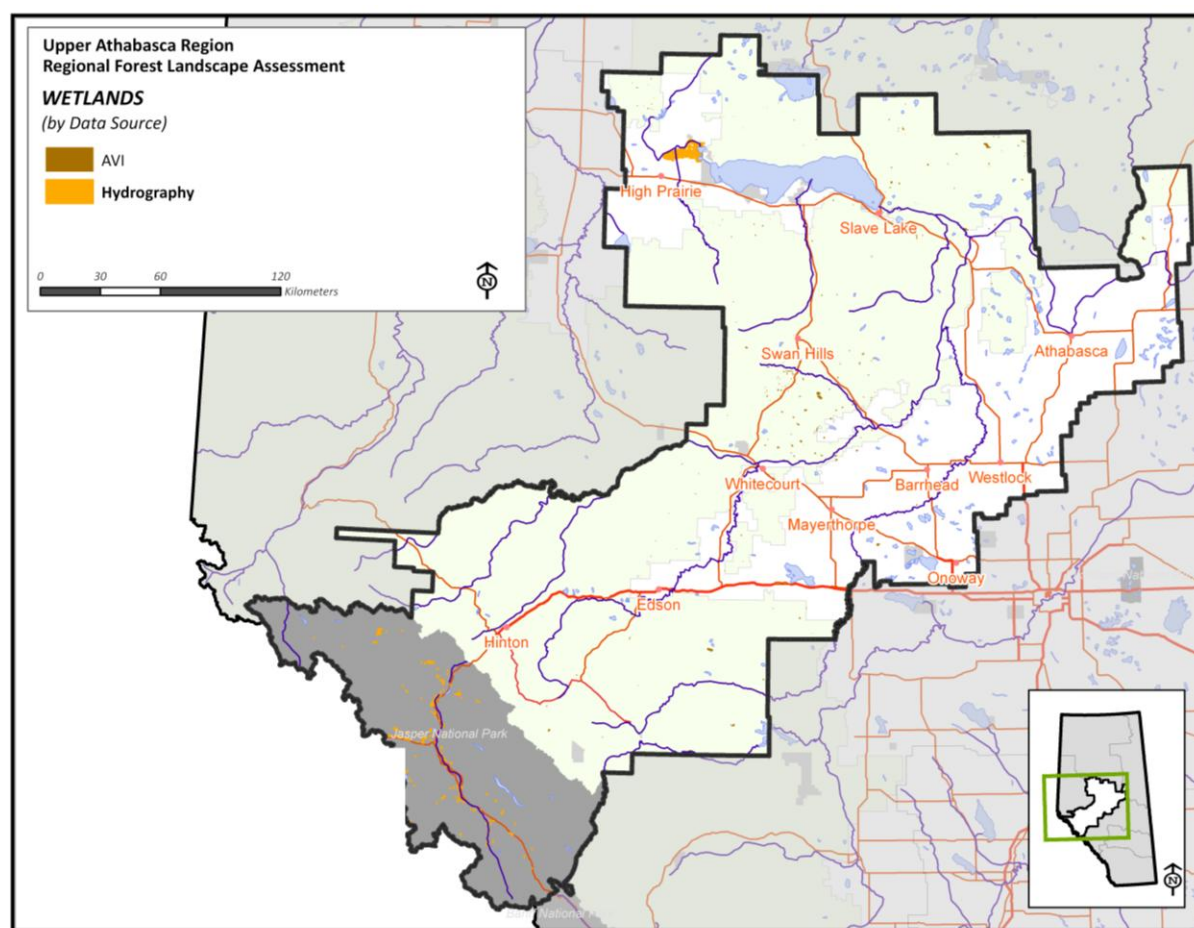 Upper Athabasca Region
Regional Forest Landscape Assessment
WETLANDS
(by Data Source)
AVI
Hydrography
0 30 60 120
Kilometers
N
High Prairie
Slave Lake
Swan Hills
Athabasca
Whitecourt
Barrhead
Westlock
Mayerthorpe
Onoway
Edson
Hinton
Jasper National Park
National
N